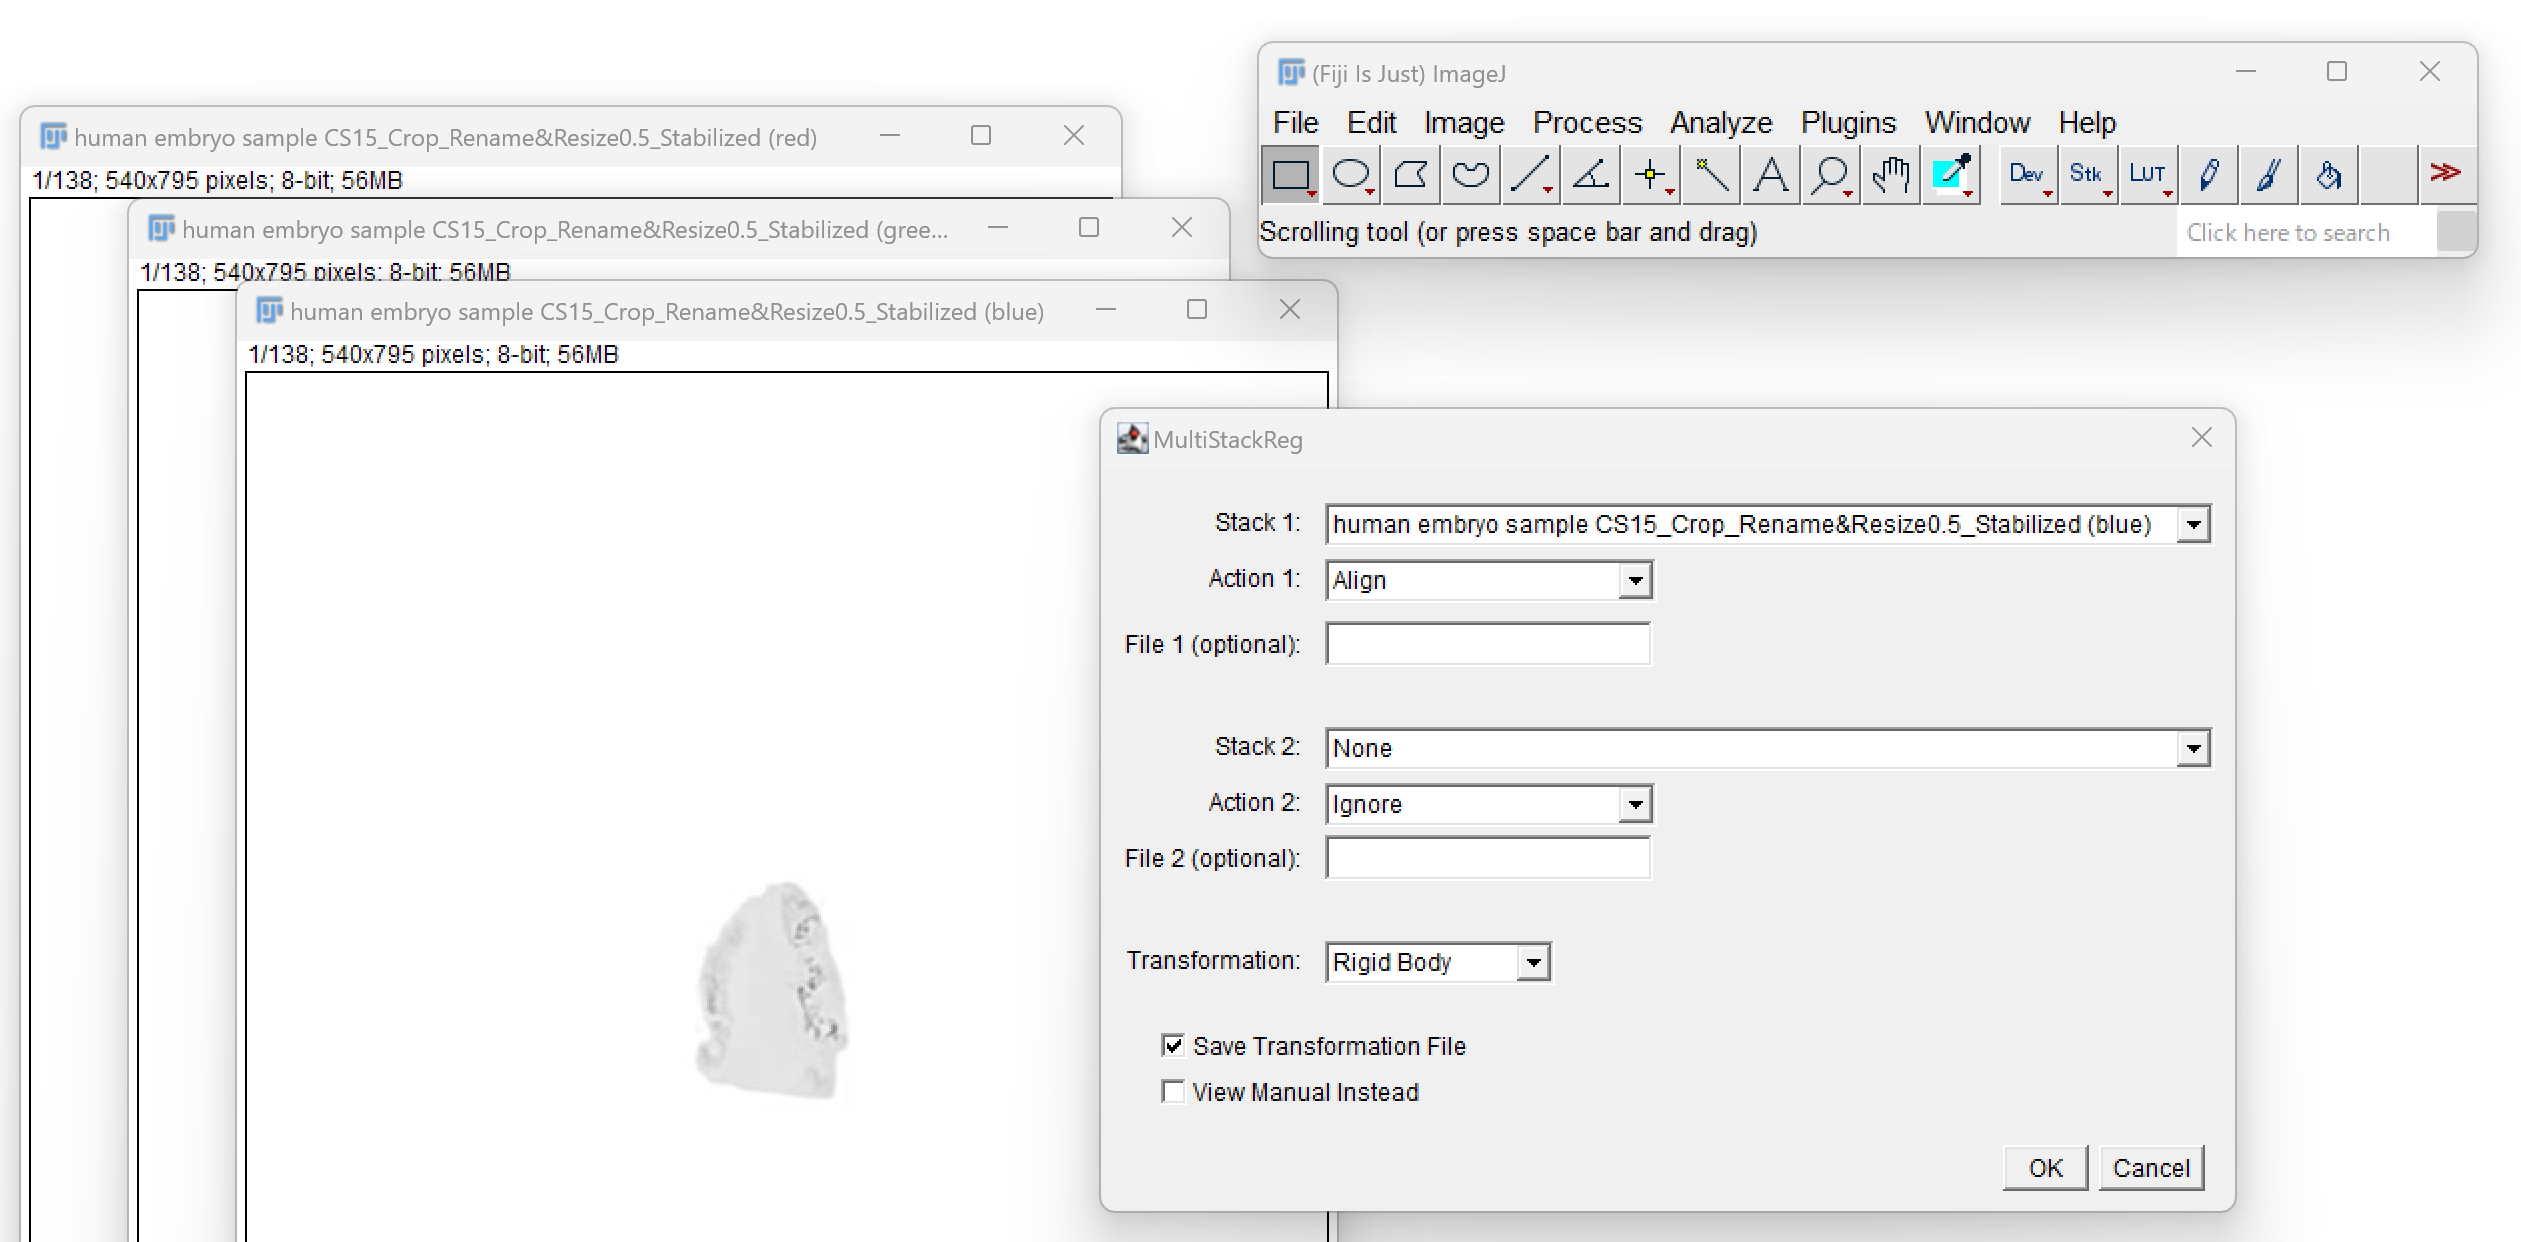 (Fiji Is Just) ImageJ
File Edit Image Process Analyze Plugins Window Help
Dev Stk LUT
Scrolling tool (or press space bar and drag)
Click here to search
human embryo sample CS15_Crop_Rename&Resize0.5_Stabilized (red)
1/138; 540x795 pixels; 8-bit; 56MB
human embryo sample CS15_Crop_Rename&Resize0.5_Stabilized (gree...
1/138; 540x795 pixels; 8-bit; 56MB
human embryo sample CS15_Crop_Rename&Resize0.5_Stabilized (blue)
1/138; 540x795 pixels; 8-bit; 56MB
MultiStackReg
Stack 1: human embryo sample CS15_Crop_Rename&Resize0.5_Stabilized (blue)
Action 1: Align
File 1 (optional):
Stack 2: None
Action 2: Ignore
File 2 (optional):
Transformation: Rigid Body
Save Transformation File
View Manual Instead
OK Cancel